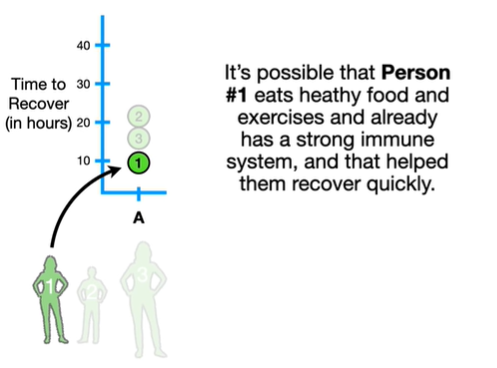 40
Time to 30
Recover
(in hours) 20
10
2
3
1
A
1
2
3
It's possible that Person
#1 eats heathy food and
exercises and already
has a strong immune
system, and that helped
them recover quickly.